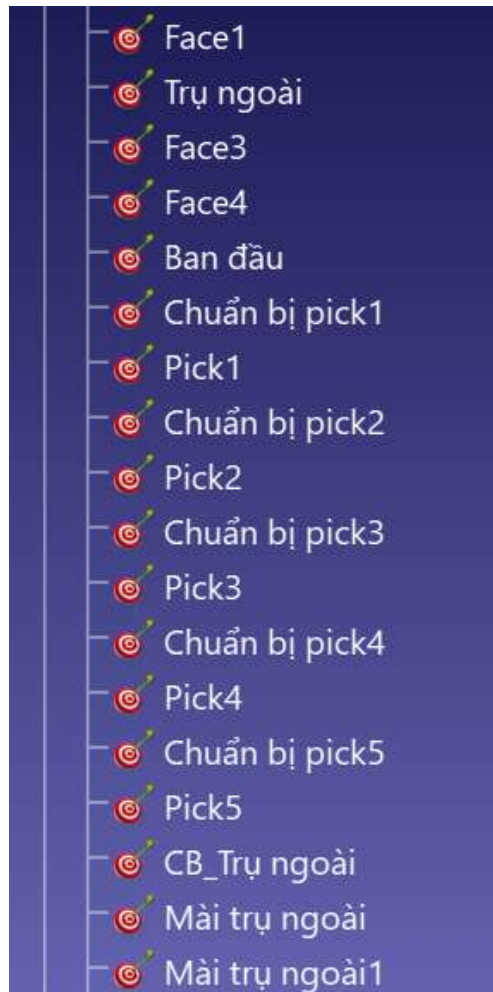 Face1
Trụ ngoài
Face3
Face4
Ban đầu
Chuẩn bị pick1
Pick1
Chuẩn bị pick2
Pick2
Chuẩn bị pick3
Pick3
Chuẩn bị pick4
Pick4
Chuẩn bị pick5
Pick5
CB_Trụ ngoài
Mài trụ ngoài
Mài trụ ngoài1